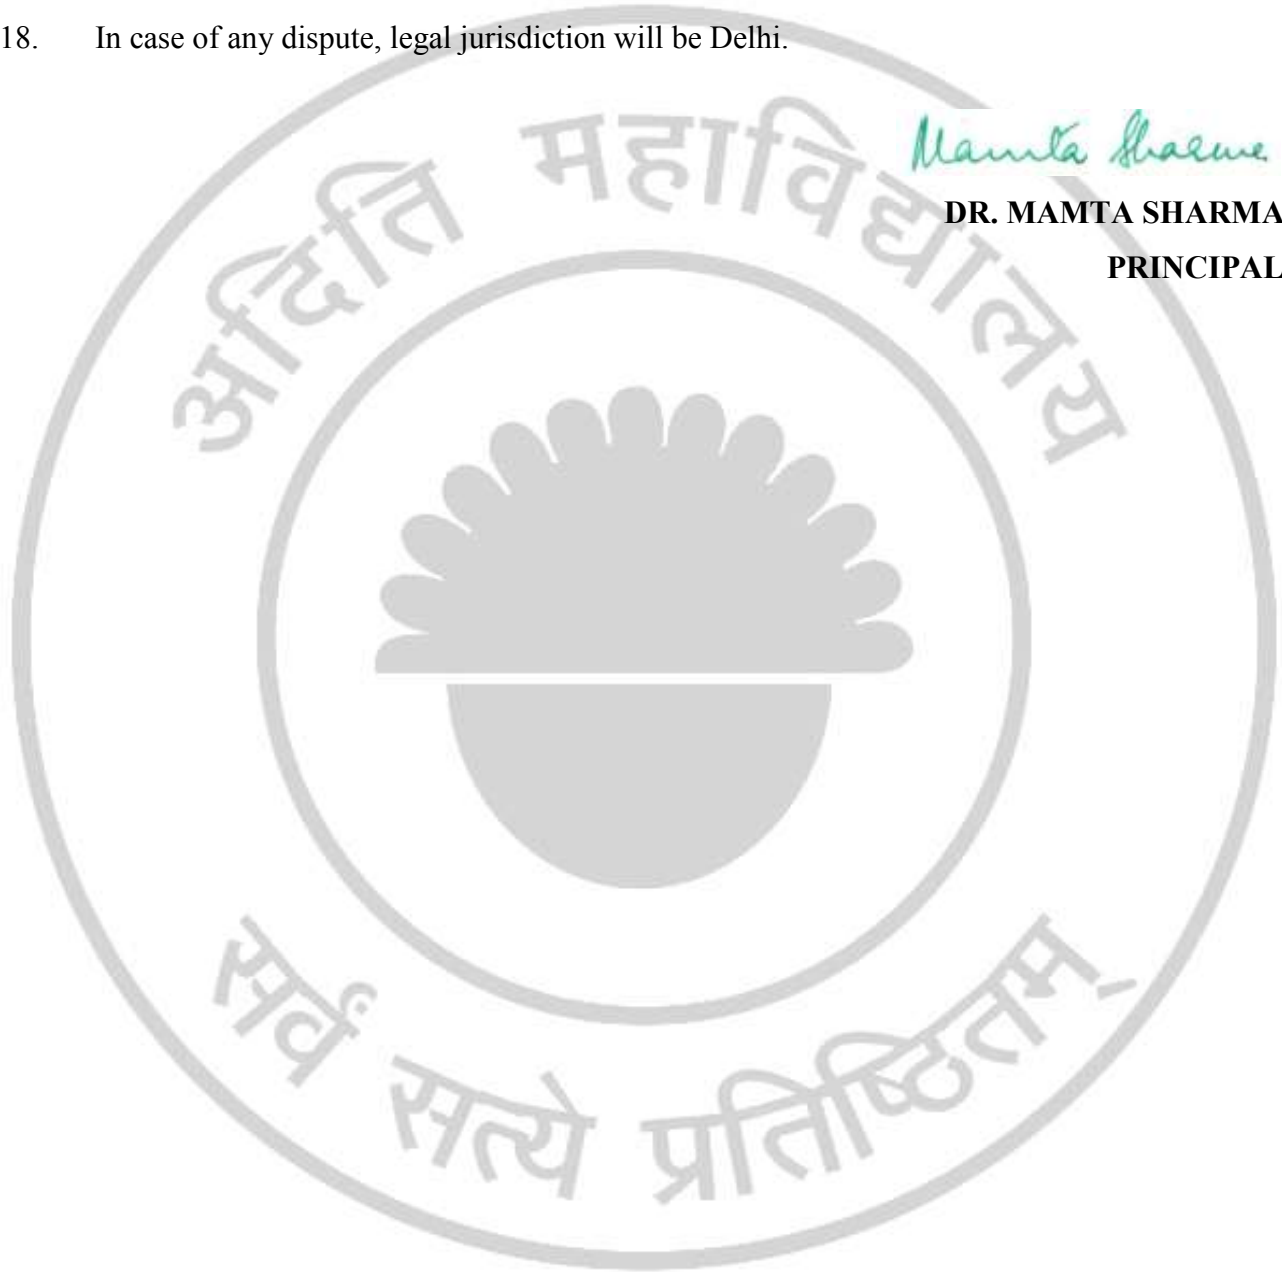 18. In case of any dispute, legal jurisdiction will be Delhi.
Mamta Sharma
DR. MAMTA SHARMA
PRINCIPAL
अदिति महाविद्यालय
सर्वं सत्ये प्रतिष्ठितम्